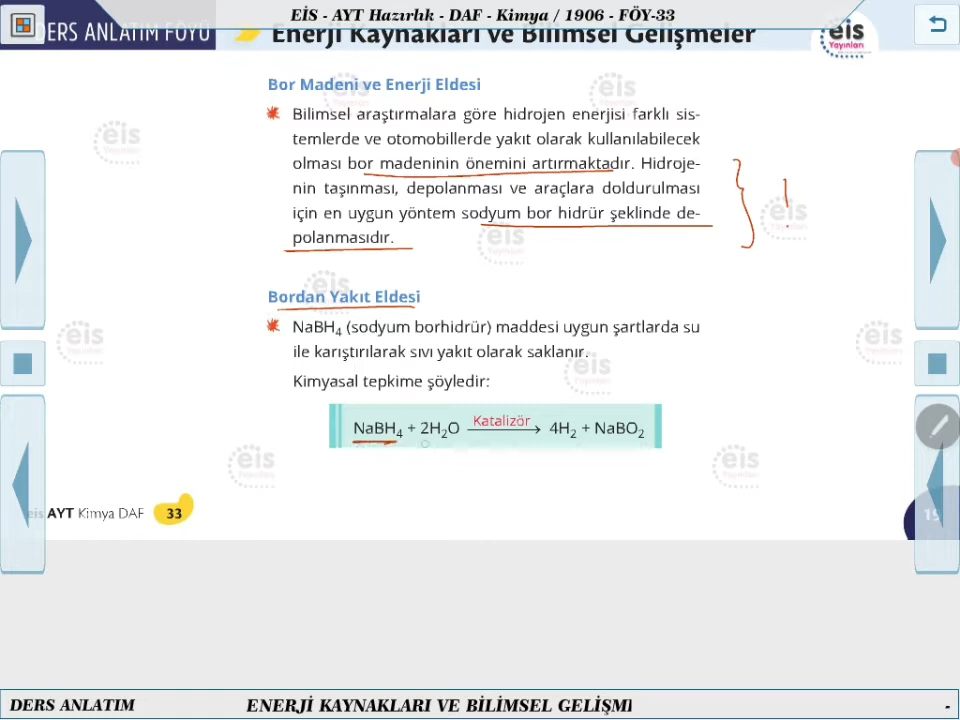 EİS - AYT Hazırlık - DAF - Kimya / 1906 - FÖY-33
DERS ANLATIM FÖYÜ
Enerji Kaynakları ve Bilimsel Gelişmeler
eis
Yayınları
Bor Madeni ve Enerji Eldesi
Bilimsel araştırmalara göre hidrojen enerjisi farklı sis-
temlerde ve otomobillerde yakıt olarak kullanılabilecek
olması bor madeninin önemini artırmaktadır. Hidroje-
nin taşınması, depolanması ve araçlara doldurulması
için en uygun yöntem sodyum bor hidrür şeklinde de-
polanmasıdır.
!
Bordan Yakıt Eldesi
NaBH₄ (sodyum borhidrür) maddesi uygun şartlarda su
ile karıştırılarak sıvı yakıt olarak saklanır.
Kimyasal tepkime şöyledir:
NaBH₄ + 2H₂O Katalizör → 4H₂ + NaBO₂
eis AYT Kimya DAF 33
DERS ANLATIM
ENERJİ KAYNAKLARI VE BİLİMSEL GELİŞMİ
-